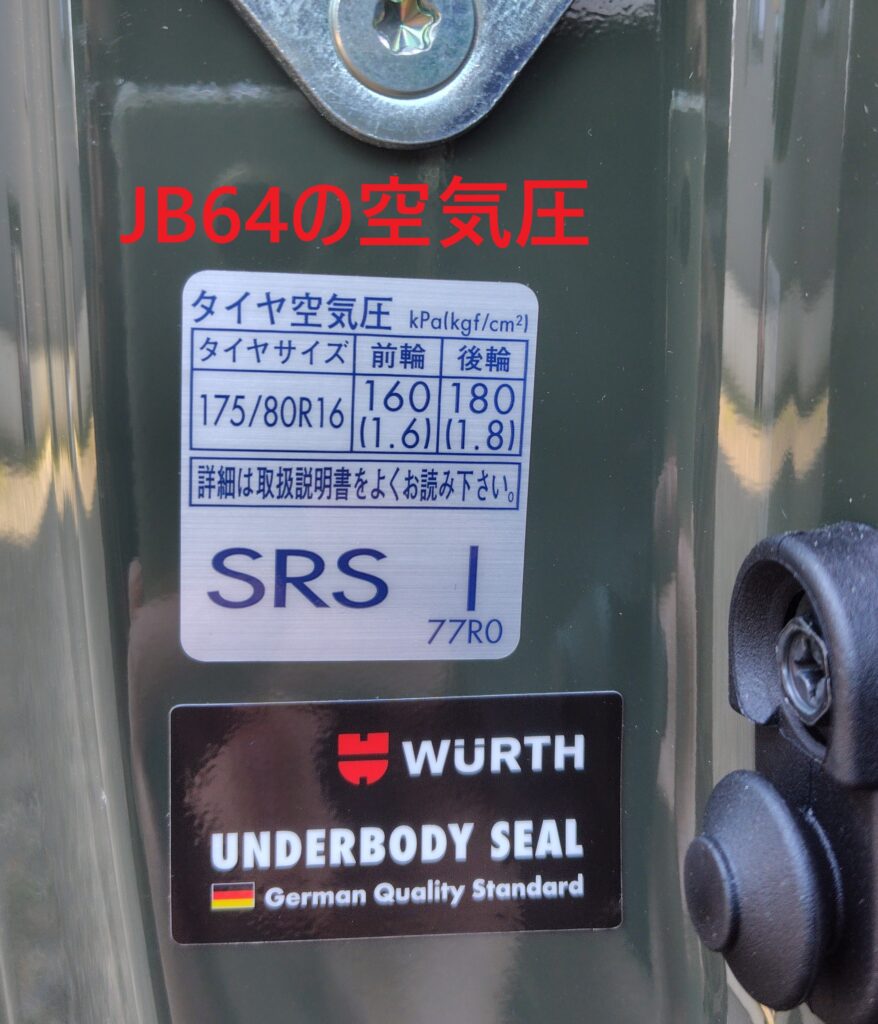 JB64の空気圧
タイヤ空気圧 kPa(kgf/cm²)
タイヤサイズ 前輪 後輪
175/80R16 160 180
(1.6) (1.8)
詳細は取扱説明書をよくお読み下さい。
SRS I
77R0
WÜRTH
UNDERBODY SEAL
German Quality Standard